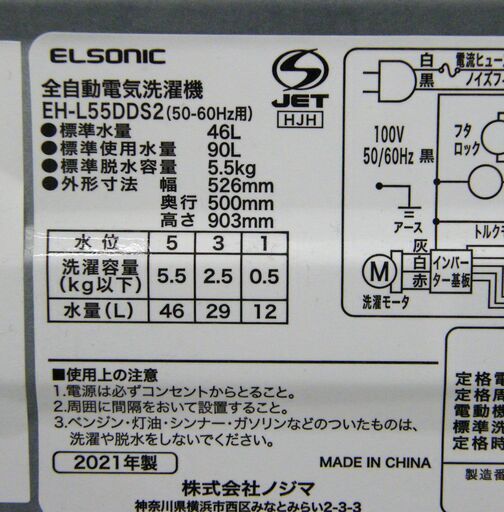 ELSONIC
全自動電気洗濯機
EH-L55DDS2(50-60Hz用)
●標準水量 46L
●標準使用水量 90L
●標準脱水容量 5.5kg
●外形寸法 幅 526mm
奥行 500mm
高さ 903mm
S
JET
HJH
水位 5 3 1
洗濯容量(kg以下) 5.5 2.5 0.5
水量(L) 46 29 12
白 電流ヒュー
黒 ノイズフィ
100V
50/60Hz 黒
フタ
ロック
アース
トルクモ
灰
白
赤
M
洗濯モータ
インバー
ター基板
■使用上の注意
1.電源は必ずコンセントからとること。
2.周囲に間隔をおいて設置すること。
3.ベンジン・灯油・シンナー・ガソリンなどのついたものは、
洗濯や脱水をしないでください。
2021年製
MADE IN CHINA
株式会社ノジマ
神奈川県横浜市西区みなとみらい2-3-3
定格電
定格周
電動機
標準洗
定格時
製造番